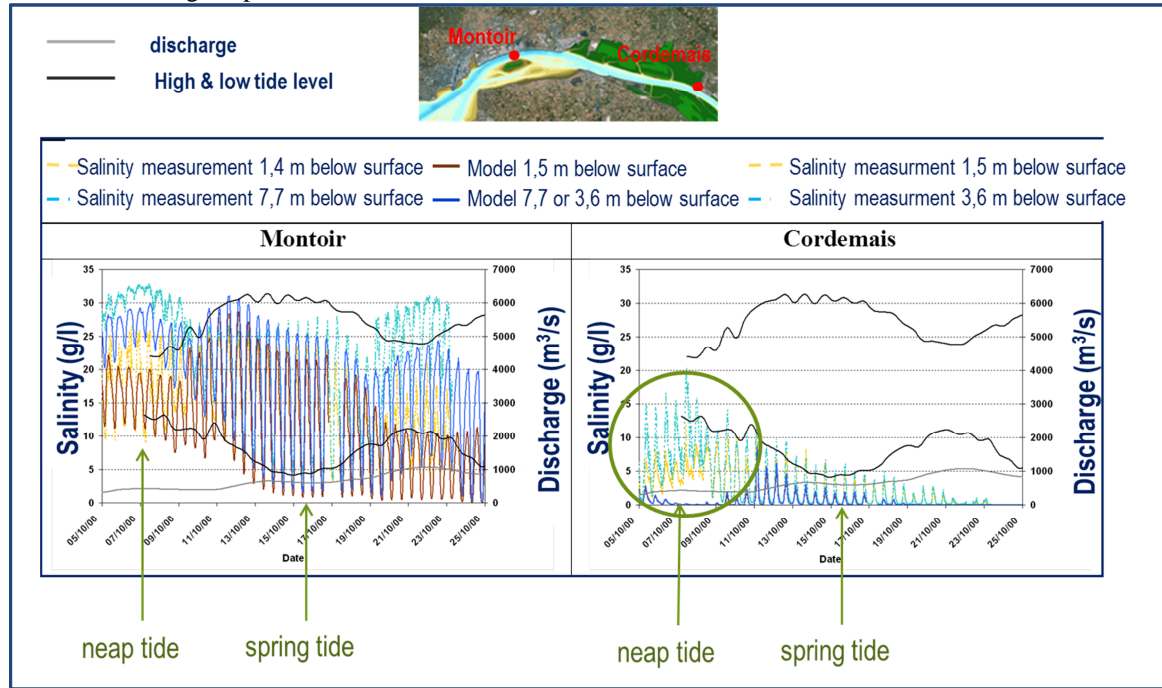 discharge
High & low tide level
Montoir
Cordemais
Salinity measurement 1,4 m below surface
Model 1,5 m below surface
Salinity measurment 1,5 m below surface
Salinity measurement 7,7 m below surface
Model 7,7 or 3,6 m below surface
Salinity measurment 3,6 m below surface
Montoir
Cordemais
Salinity (g/l)
35
30
25
20
15
10
5
0
7000
6000
5000
4000
3000
2000
1000
0
Discharge (m³/s)
05/10/00
07/10/00
09/10/00
11/10/00
13/10/00
15/10/00
17/10/00
19/10/00
21/10/00
23/10/00
25/10/00
Date
Salinity (g/l)
35
30
25
20
15
10
5
0
7000
6000
5000
4000
3000
2000
1000
0
Discharge (m³/s)
05/10/00
07/10/00
09/10/00
11/10/00
13/10/00
15/10/00
17/10/00
19/10/00
21/10/00
23/10/00
25/10/00
Date
neap tide
spring tide
neap tide
spring tide